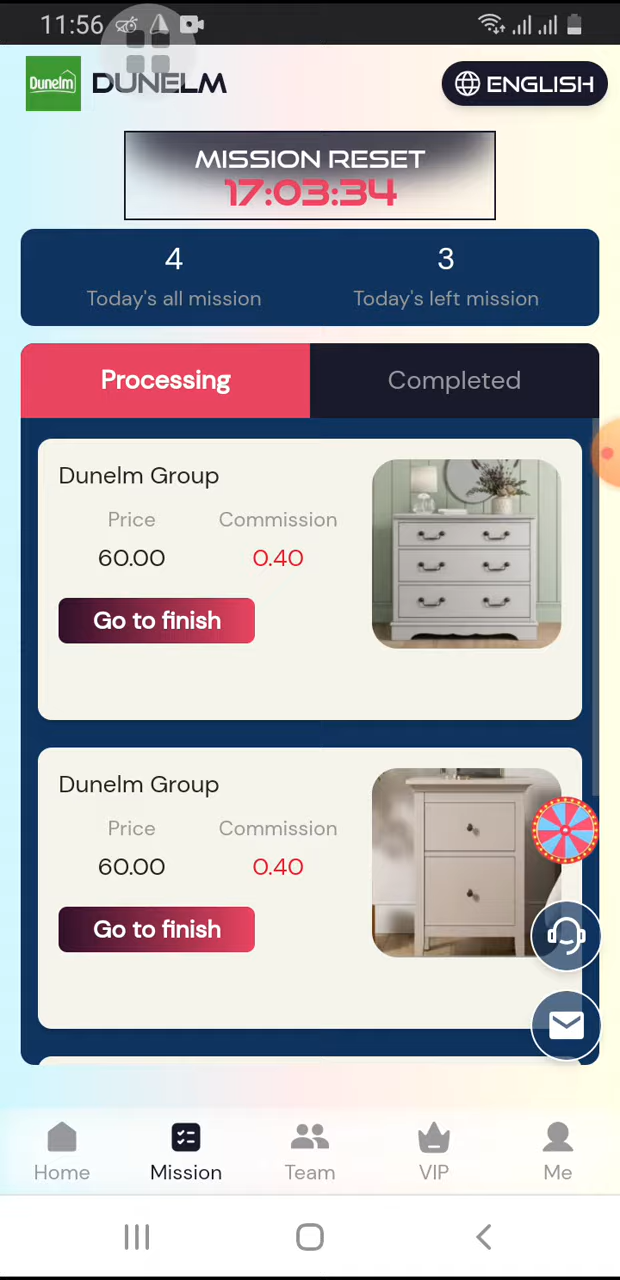 11:56
Dunelm DUNELM
ENGLISH
MISSION RESET
17:03:34
4 3
Today's all mission Today's left mission
Processing Completed
Dunelm Group
Price Commission
60.00 0.40
Go to finish
Dunelm Group
Price Commission
60.00 0.40
Go to finish
Home Mission Team VIP Me